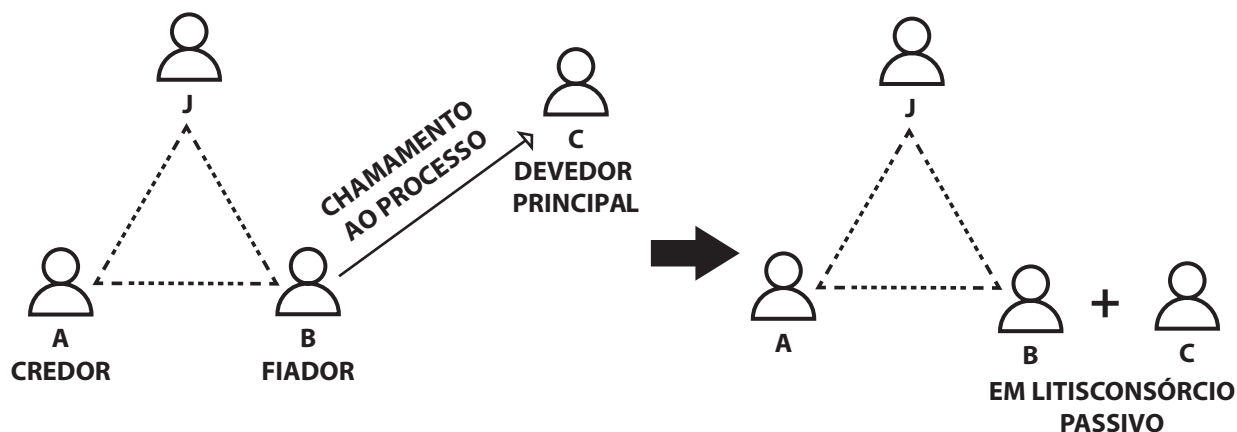 J
CHAMAMENTO
AO PROCESSO
C
DEVEDOR
PRINCIPAL
A
CREDOR
B
FIADOR
J
A
B
+
C
EM LITISCONSÓRCIO
PASSIVO